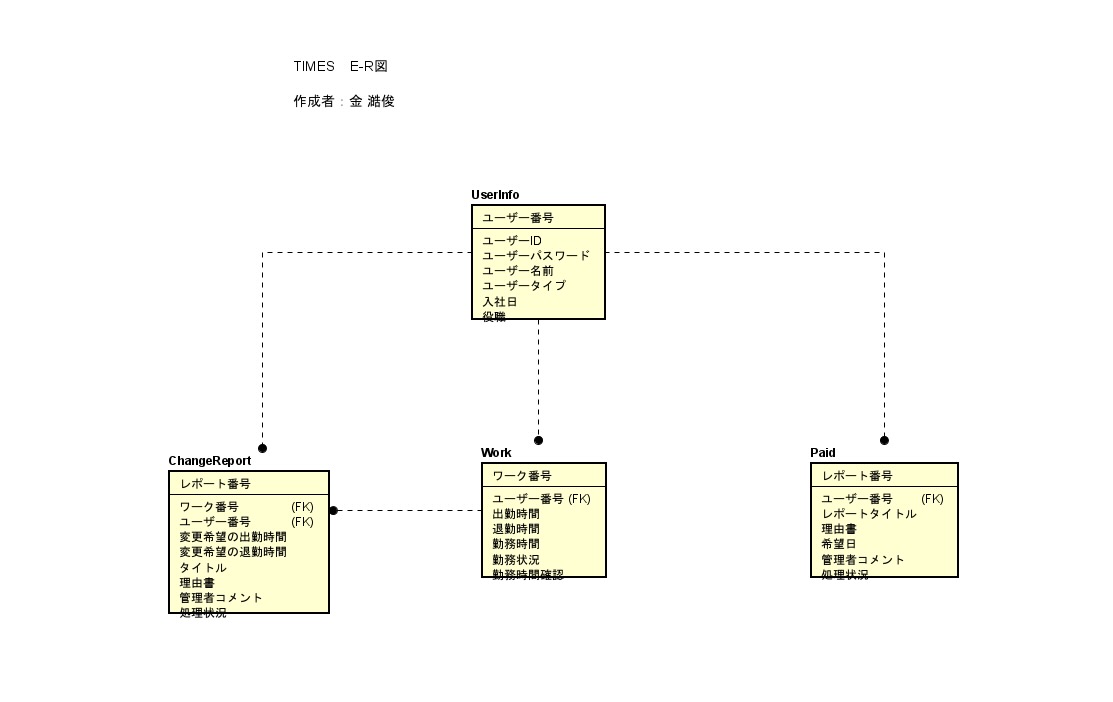 TIMES　E-R図
作成者：金 澔俊
UserInfo
ユーザー番号
ユーザーID
ユーザーパスワード
ユーザー名前
ユーザータイプ
入社日
役職
ChangeReport
レポート番号
ワーク番号 (FK)
ユーザー番号 (FK)
変更希望の出勤時間
変更希望の退勤時間
タイトル
理由書
管理者コメント
処理状況
Work
ワーク番号
ユーザー番号 (FK)
出勤時間
退勤時間
勤務時間
勤務状況
勤務時間確認
Paid
レポート番号
ユーザー番号 (FK)
レポートタイトル
理由書
希望日
管理者コメント
処理状況